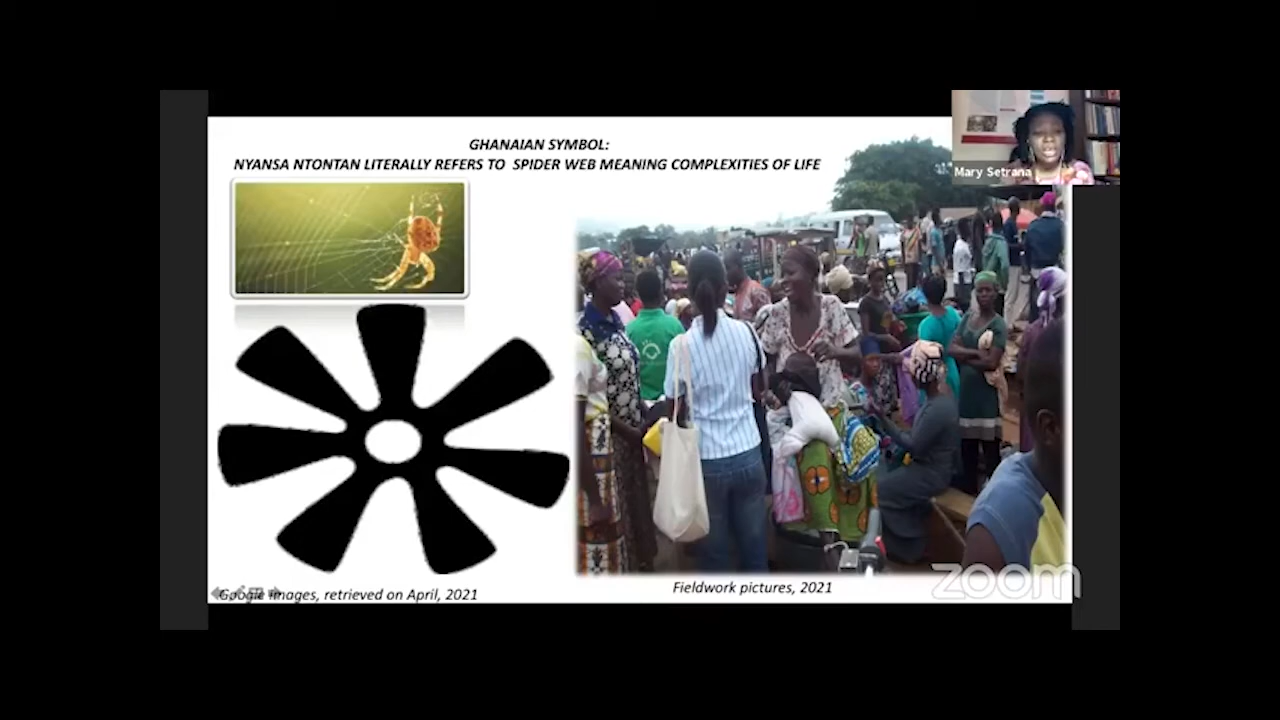 GHANAIAN SYMBOL:
NYANSA NTONTAN LITERALLY REFERS TO SPIDER WEB MEANING COMPLEXITIES OF LIFE
Mary Setrana
Fieldwork pictures, 2021
Google images, retrieved on April, 2021
zoom